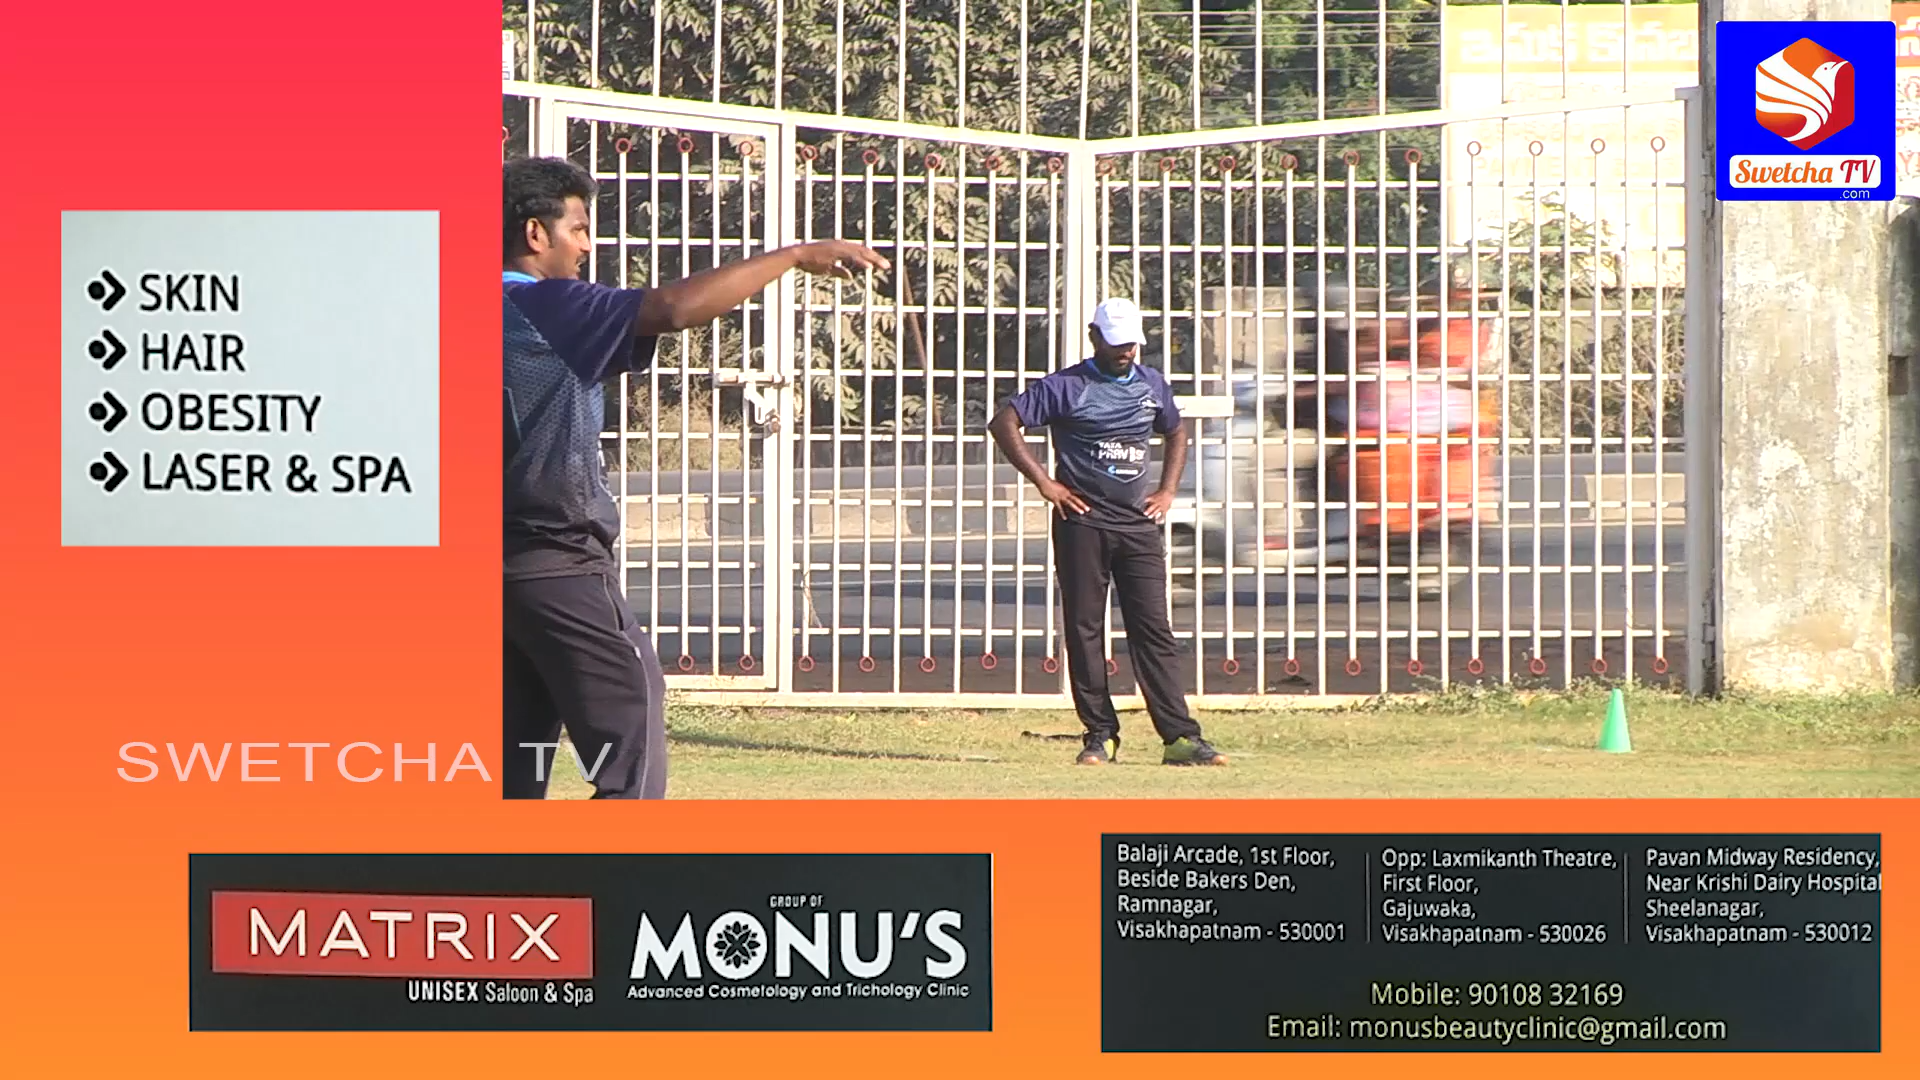 Swetcha TV
.com
SKIN
HAIR
OBESITY
LASER & SPA
TATA
SWETCHA TV
MATRIX
UNISEX Saloon & Spa
GROUP OF
MONU'S
Advanced Cosmetology and Trichology Clinic
Balaji Arcade, 1st Floor,
Beside Bakers Den,
Ramnagar,
Visakhapatnam - 530001
Opp: Laxmikanth Theatre,
First Floor,
Gajuwaka,
Visakhapatnam - 530026
Pavan Midway Residency,
Near Krishi Dairy Hospital
Sheelanagar,
Visakhapatnam - 530012
Mobile: 90108 32169
Email: monusbeautyclinic@gmail.com